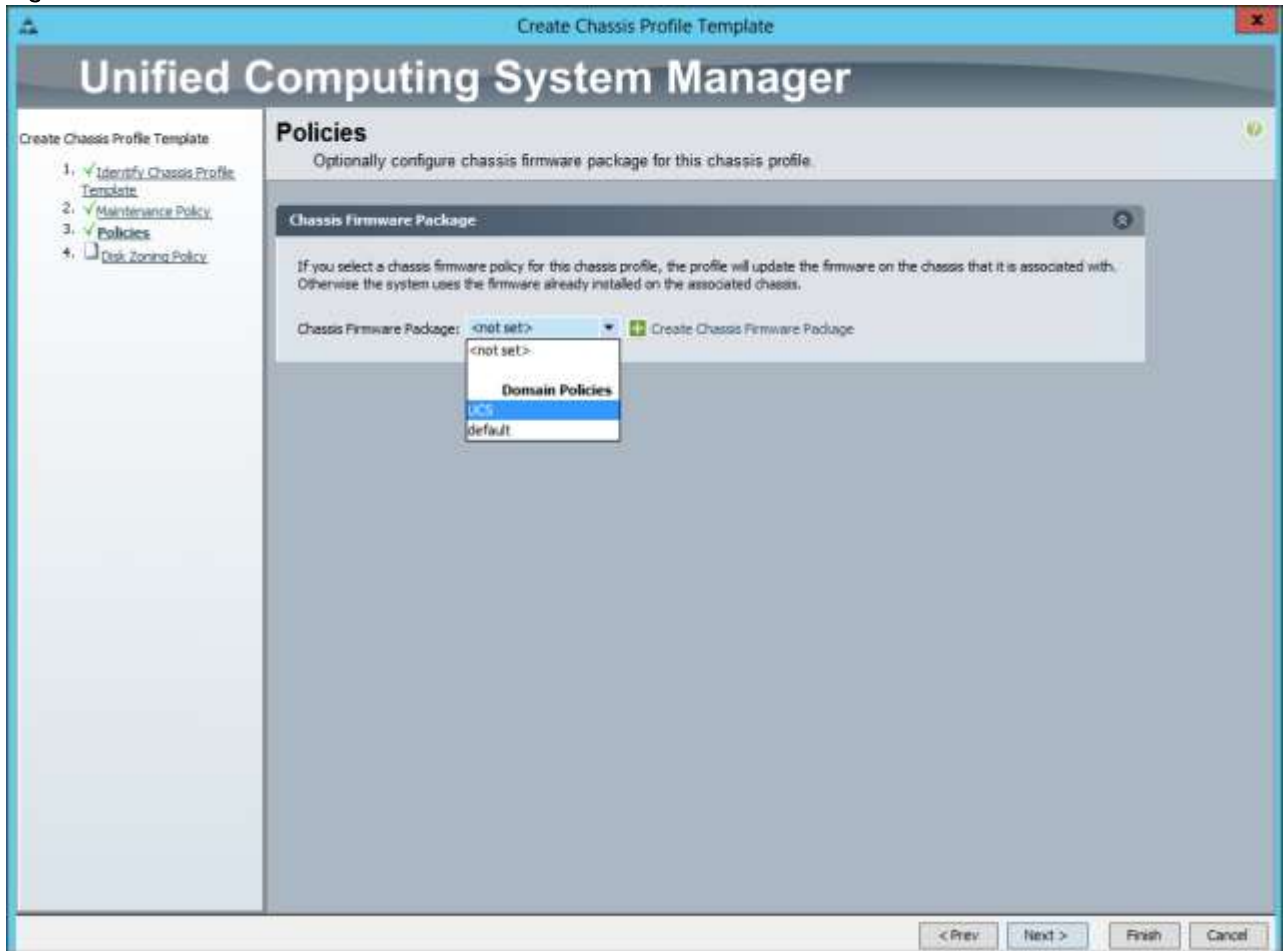 Create Chassis Profile Template
Unified Computing System Manager
Create Chassis Profile Template
1. √Identify Chassis Profile
Template
2. √Maintenance Policy
3. √Policies
4. Disk Zoning Policy
Policies
Optionally configure chassis firmware package for this chassis profile.
Chassis Firmware Package
If you select a chassis firmware policy for this chassis profile, the profile will update the firmware on the chassis that it is associated with.
Otherwise the system uses the firmware already installed on the associated chassis.
Chassis Firmware Package: <not set> Create Chassis Firmware Package
<not set>
Domain Policies
UCS
default
< Prev Next > Finish Cancel